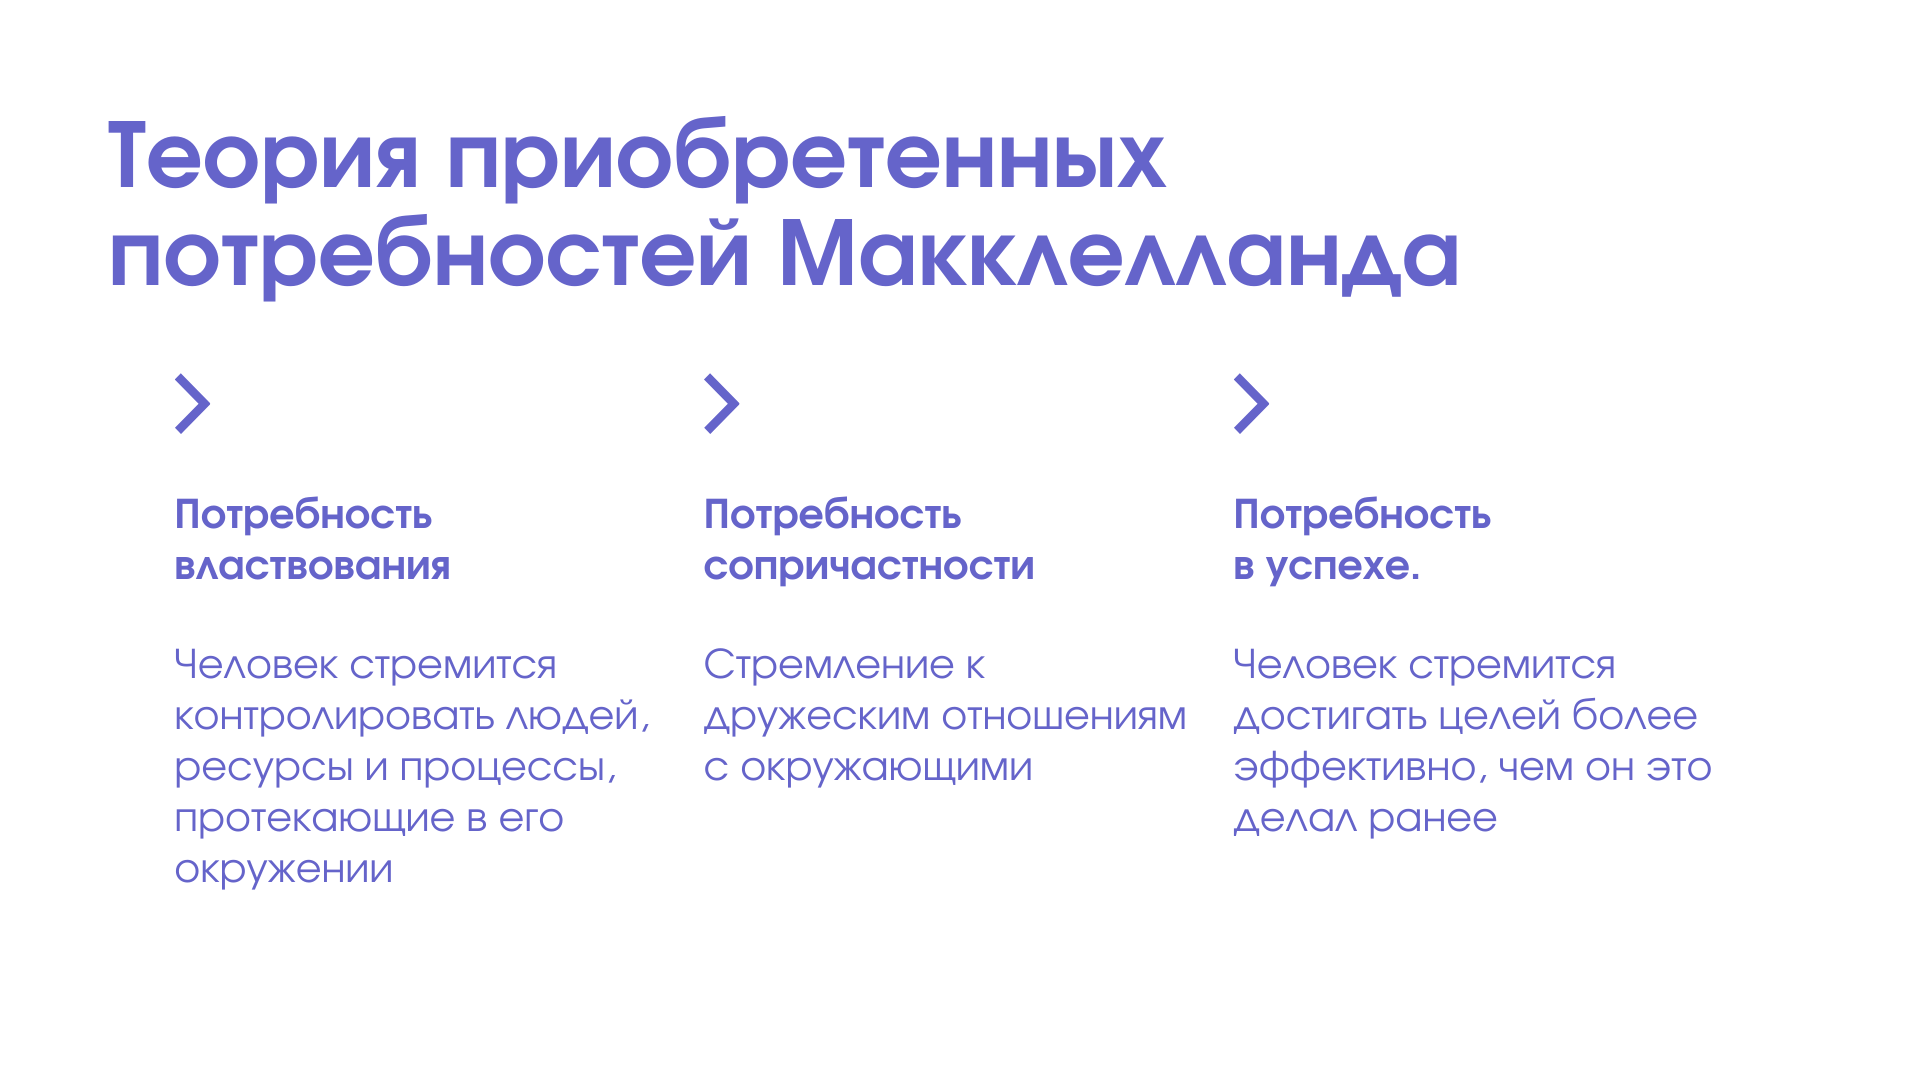 Теория приобретенных
потребностей Макклелланда
Потребность
властвования
Человек стремится
контролировать людей,
ресурсы и процессы,
протекающие в его
окружении
Потребность
сопричастности
Стремление к
дружеским отношениям
с окружающими
Потребность
в успехе.
Человек стремится
достигать целей более
эффективно, чем он это
делал ранее